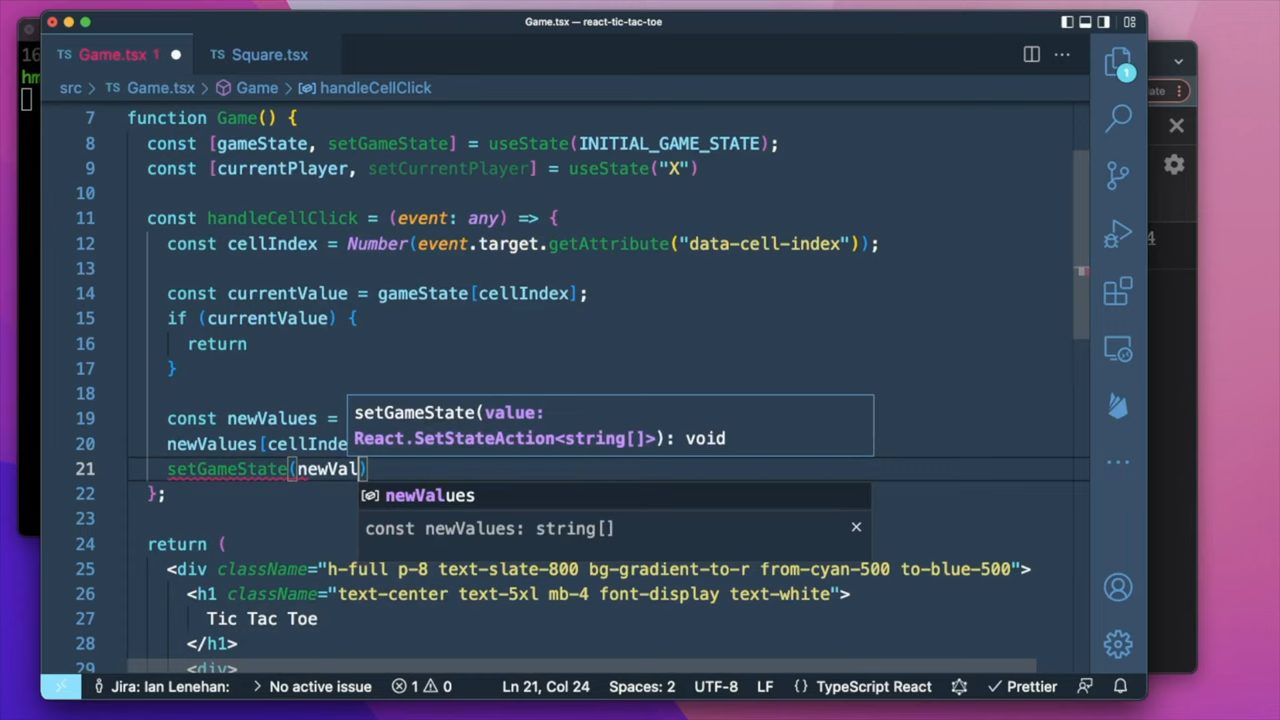 Game.tsx — react-tic-tac-toe
16
hm
TS Game.tsx 1
TS Square.tsx
src > TS Game.tsx > Game > handleCellClick
1
7 function Game() {
8 const [gameState, setGameState] = useState(INITIAL_GAME_STATE);
9 const [currentPlayer, setCurrentPlayer] = useState("X")
10
11 const handleCellClick = (event: any) => {
12 const cellIndex = Number(event.target.getAttribute("data-cell-index"));
13
14 const currentValue = gameState[cellIndex];
15 if (currentValue) {
16 return
17 }
18
19 const newValues =
setGameState(value:
React.SetStateAction<string[]>): void
20 newValues[cellInde
21 setGameState(newVal)
22 };
newValues
const newValues: string[]
23
24 return (
25 <div className="h-full p-8 text-slate-800 bg-gradient-to-r from-cyan-500 to-blue-500">
26 <h1 className="text-center text-5xl mb-4 font-display text-white">
27 Tic Tac Toe
28 </h1>
29 <div>
Jira: Ian Lenehan: > No active issue 1 0 Ln 21, Col 24 Spaces: 2 UTF-8 LF {} TypeScript React Prettier
ate
4